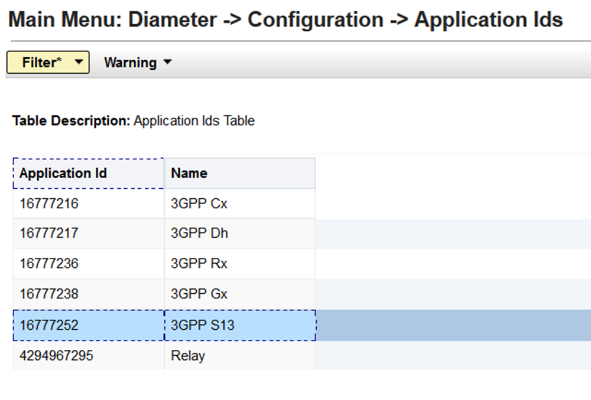 Main Menu: Diameter -> Configuration -> Application Ids
Filter* Warning
Table Description: Application Ids Table
Application Id Name
16777216 3GPP Cx
16777217 3GPP Dh
16777236 3GPP Rx
16777238 3GPP Gx
16777252 3GPP S13
4294967295 Relay